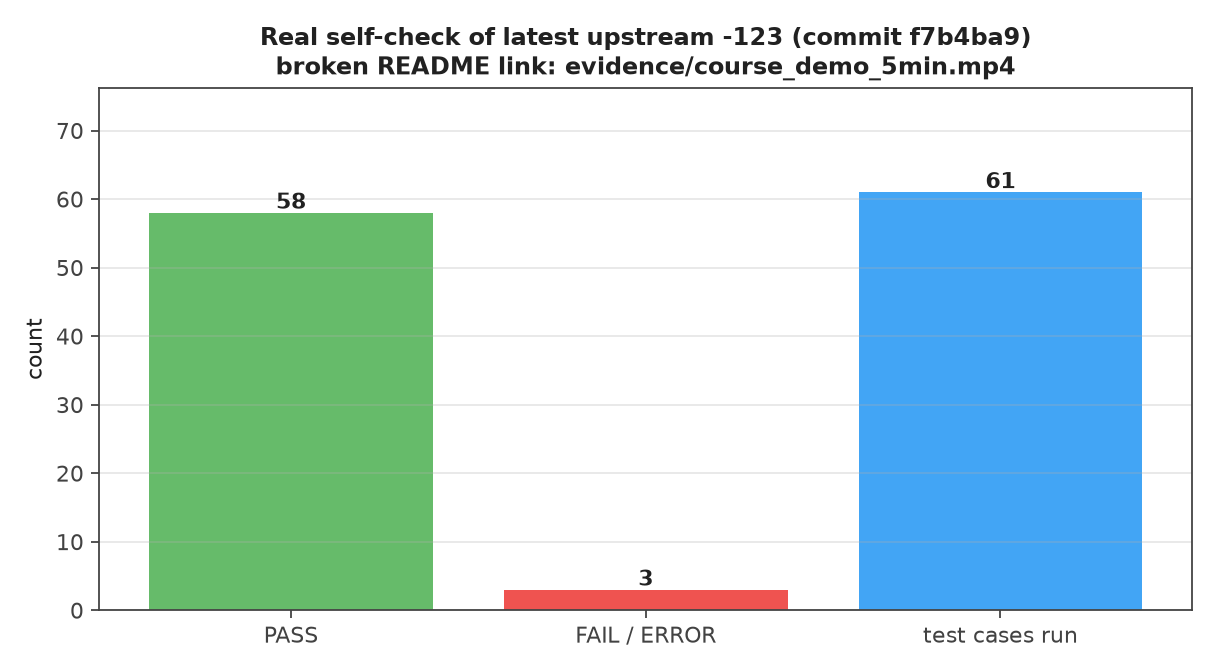 Real self-check of latest upstream -123 (commit f7b4ba9)
broken README link: evidence/course_demo_5min.mp4
count
70
60
50
40
30
20
10
0
58
3
61
PASS
FAIL / ERROR
test cases run